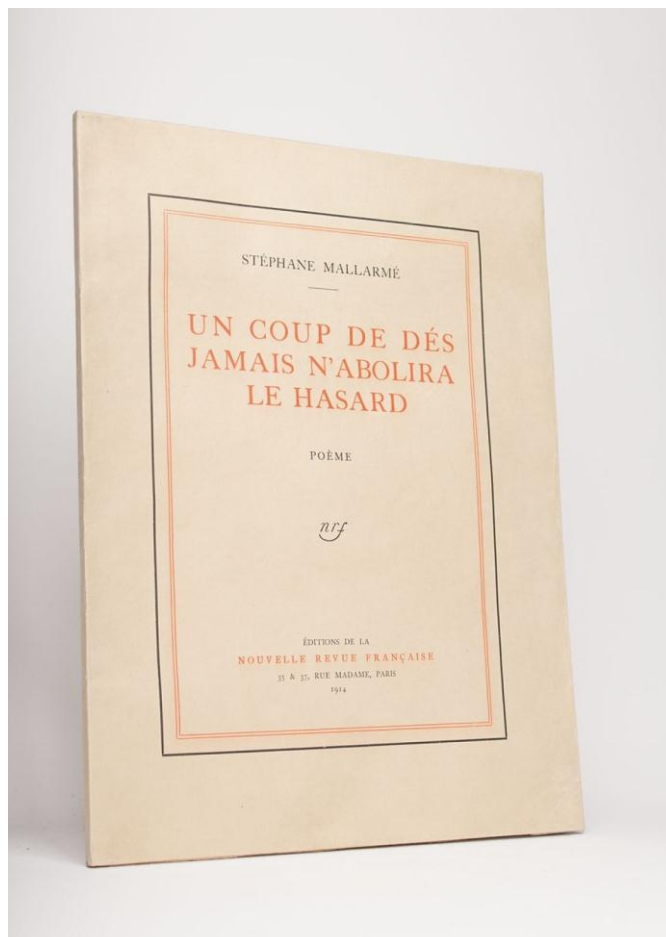 STÉPHANE MALLARMÉ
UN COUP DE DÉS
JAMAIS N'ABOLIRA
LE HASARD
POÈME
nrf
ÉDITIONS DE LA
NOUVELLE REVUE FRANÇAISE
35 & 37, RUE MADAME, PARIS
1914